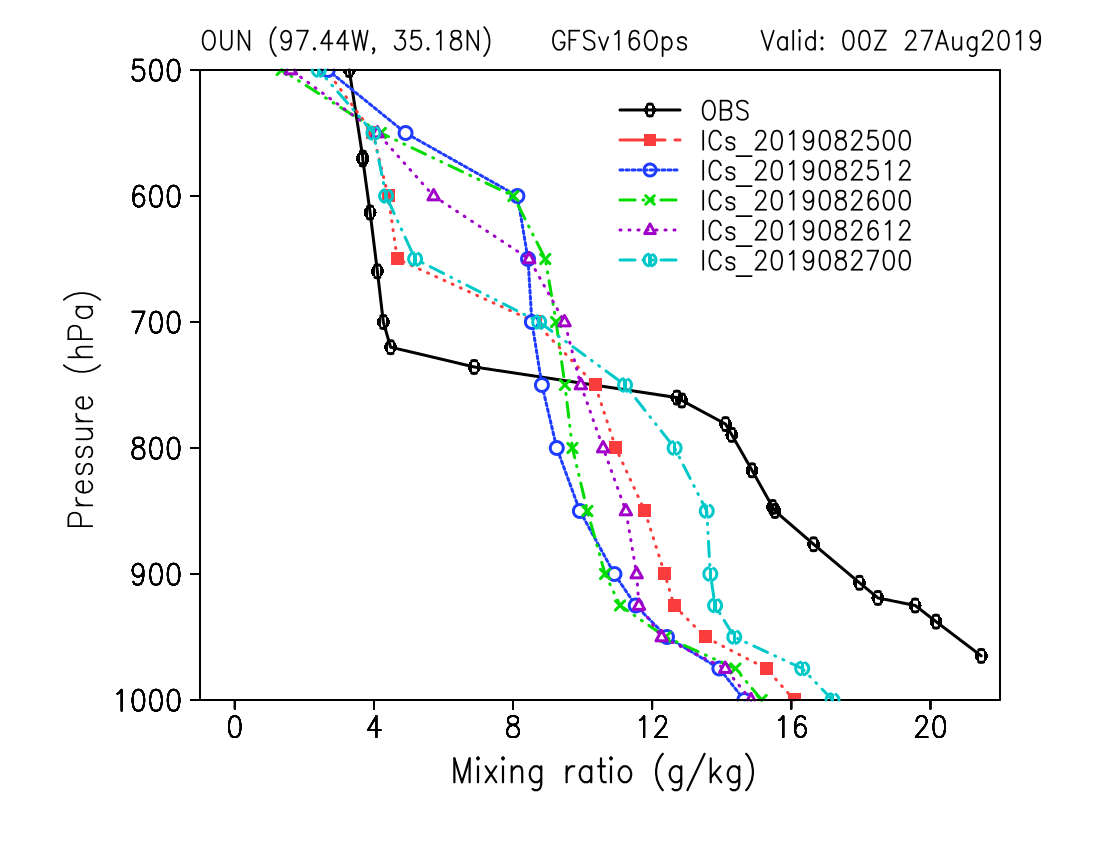 OUN (97.44W, 35.18N) GFSv16Ops Valid: 00Z 27Aug2019
500
OBS
ICs_2019082500
ICs_2019082512
600
ICs_2019082600
ICs_2019082612
ICs_2019082700
700
Pressure (hPa)
800
900
1000
0 4 8 12 16 20
Mixing ratio (g/kg)